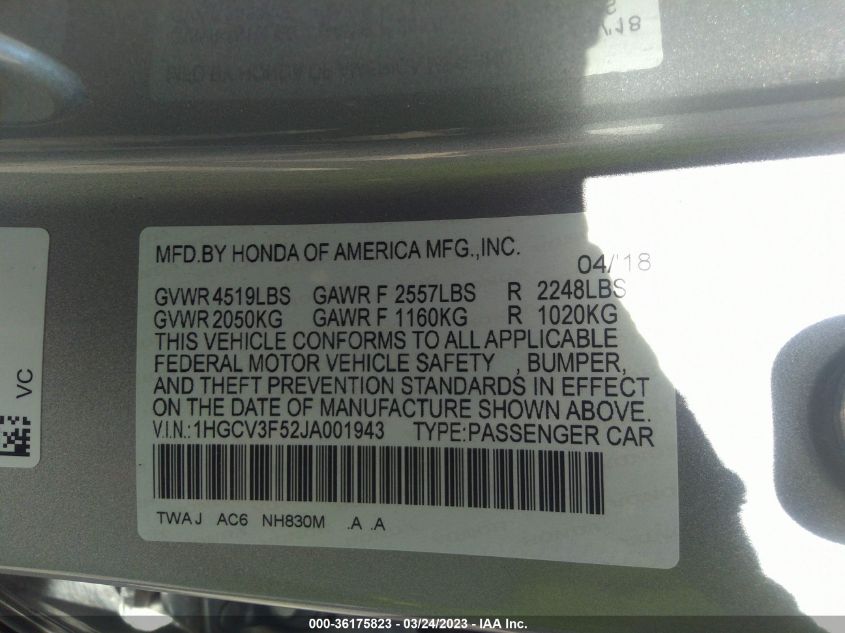 MFD.BY HONDA OF AMERICA MFG.,INC.
04/'18
GVWR 4519LBS GAWR F 2557LBS R 2248LBS
GVWR 2050KG GAWR F 1160KG R 1020KG
THIS VEHICLE CONFORMS TO ALL APPLICABLE
FEDERAL MOTOR VEHICLE SAFETY , BUMPER,
AND THEFT PREVENTION STANDARDS IN EFFECT
ON THE DATE OF MANUFACTURE SHOWN ABOVE.
V.I.N.:1HGCV3F52JA001943 TYPE:PASSENGER CAR
TWAJ AC6 NH830M .A .A
VC
000-36175823 - 03/24/2023 - IAA Inc.